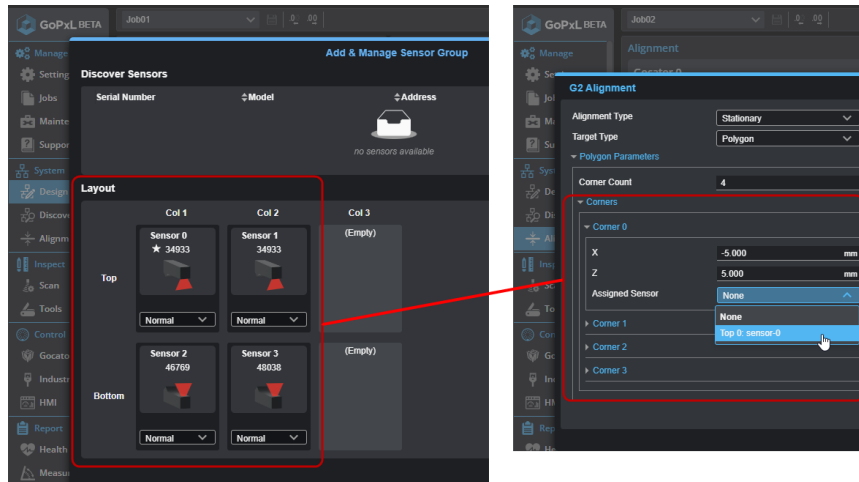 GoPxL BETA
Job01
Manage
Add & Manage Sensor Group
Setting
Discover Sensors
Jobs
Serial Number
Model
Address
Mainte
Suppor
no sensors available
System
Design
Layout
Discov
Col 1
Col 2
Col 3
Alignm
Sensor 0
Sensor 1
(Empty)
★ 34933
34933
Inspect
Top
Scan
Tools
Normal
Normal
Control
Gocato
Sensor 2
Sensor 3
(Empty)
46769
48038
Industr
Bottom
HMI
Report
Normal
Normal
Health
Measu
GoPxL BETA
Job02
Manage
Alignment
Gocator 0
G2 Alignment
Alignment Type
Stationary
Target Type
Polygon
Polygon Parameters
Corner Count
4
Corners
Corner 0
X
-5.000
mm
Z
5.000
mm
Assigned Sensor
None
None
Corner 1
Top 0: sensor-0
Corner 2
Corner 3